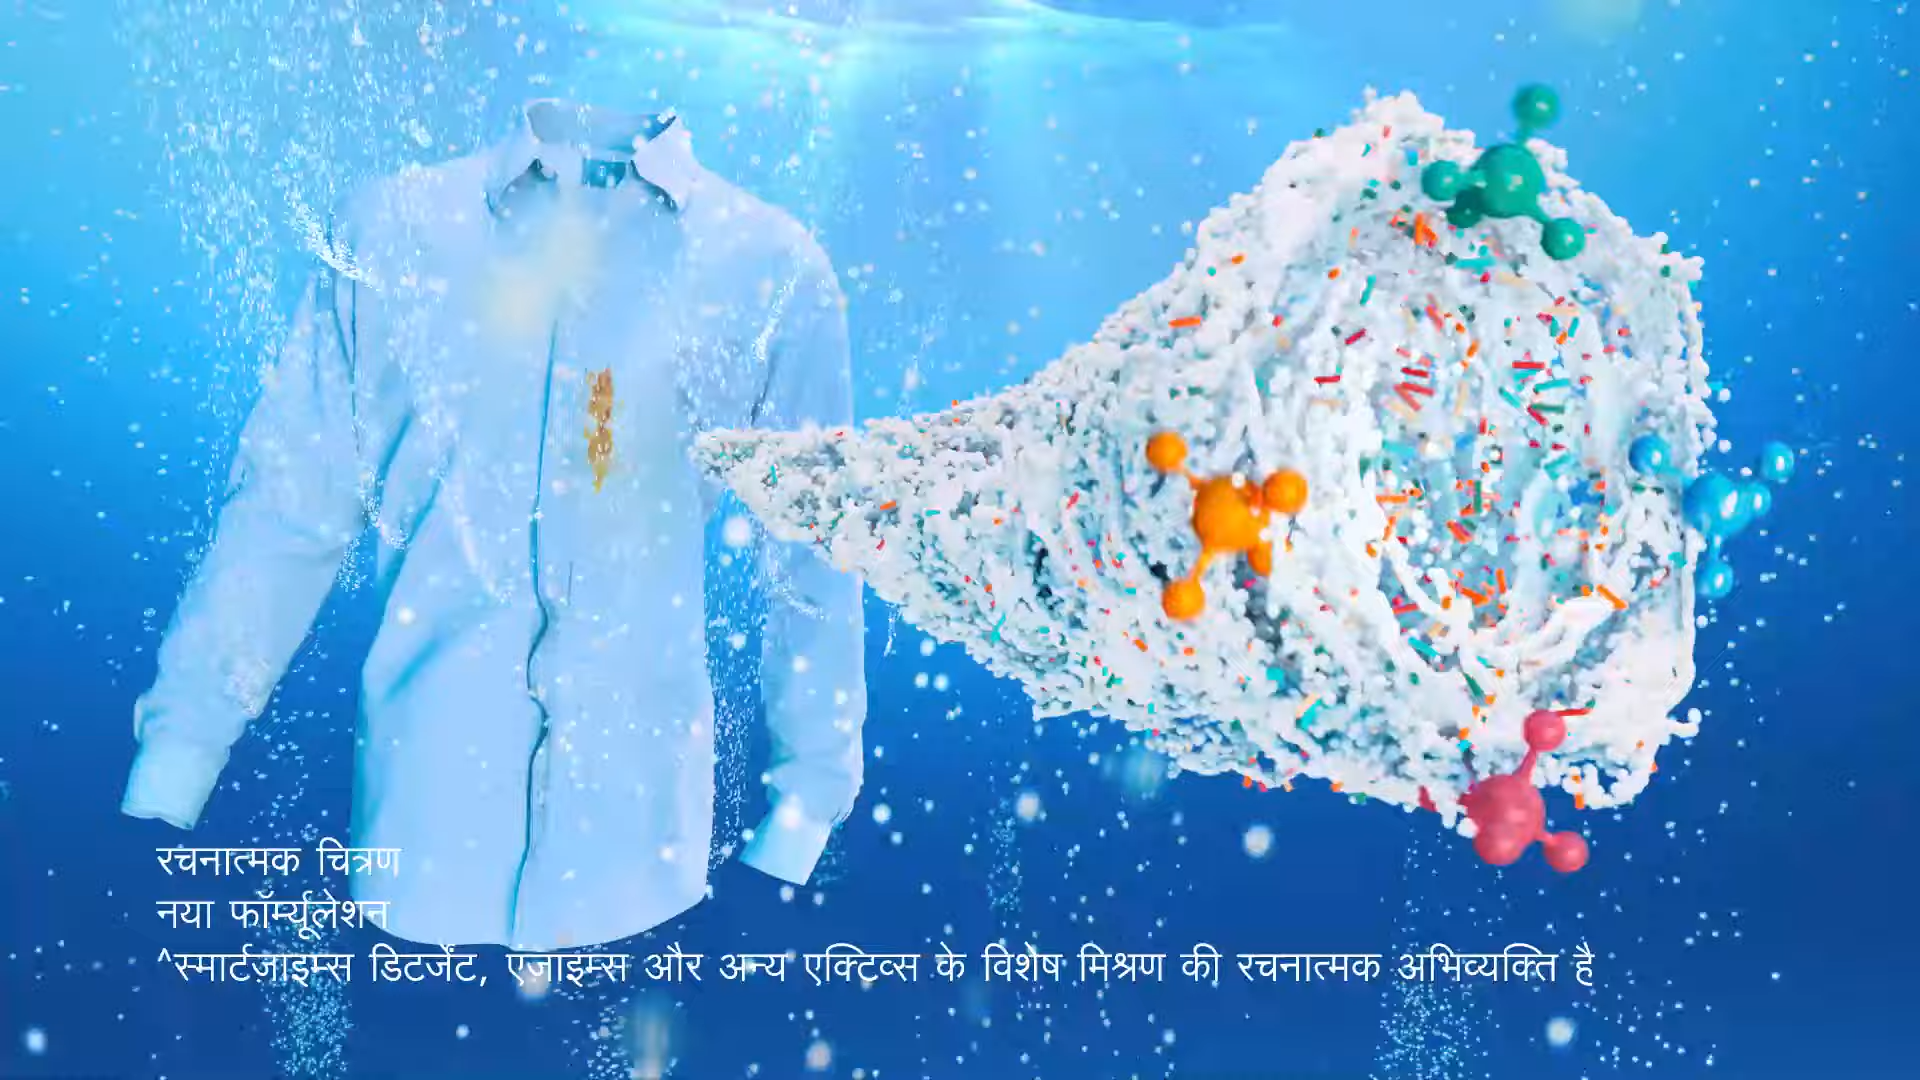 रचनात्मक चित्रण
नया फॉर्म्यूलेशन
^स्मार्टज़ाइम्स डिटर्जेंट, एंजाइम्स और अन्य एक्टिव्स के विशेष मिश्रण की रचनात्मक अभिव्यक्ति है